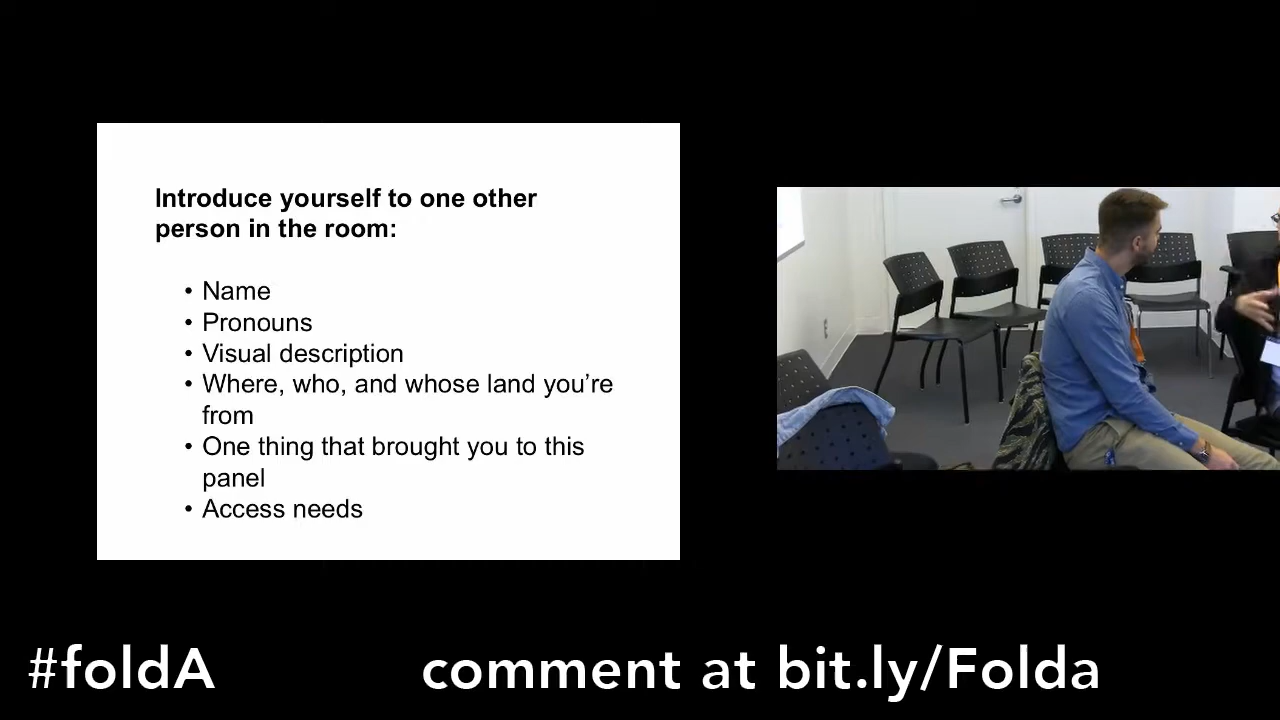 Introduce yourself to one other
person in the room:
• Name
• Pronouns
• Visual description
• Where, who, and whose land you’re
from
• One thing that brought you to this
panel
• Access needs
#foldA
comment at bit.ly/Folda